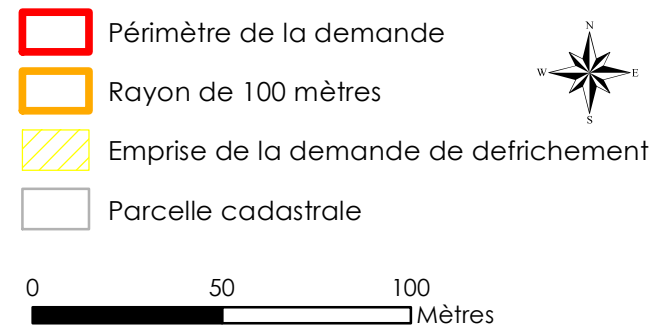 Périmètre de la demande
N
Rayon de 100 mètres
W E
S
Emprise de la demande de defrichement
Parcelle cadastrale
0 50 100
Mètres